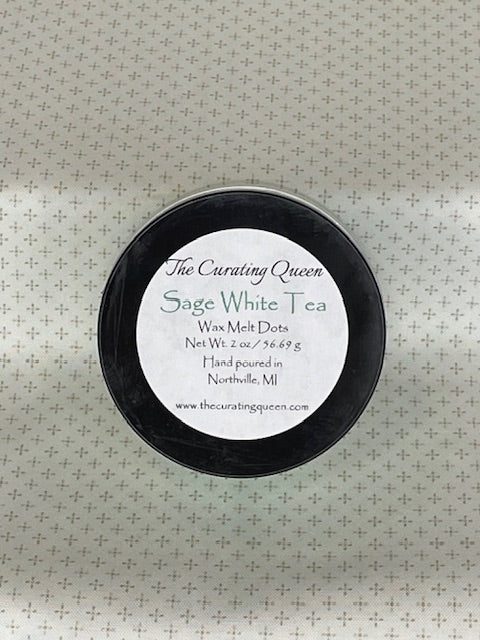 The Curating Queen
Sage White Tea
Wax Melt Dots
Net Wt. 2 oz / 56.69 g
Hand poured in
Northville, MI
www.thecuratingqueen.com